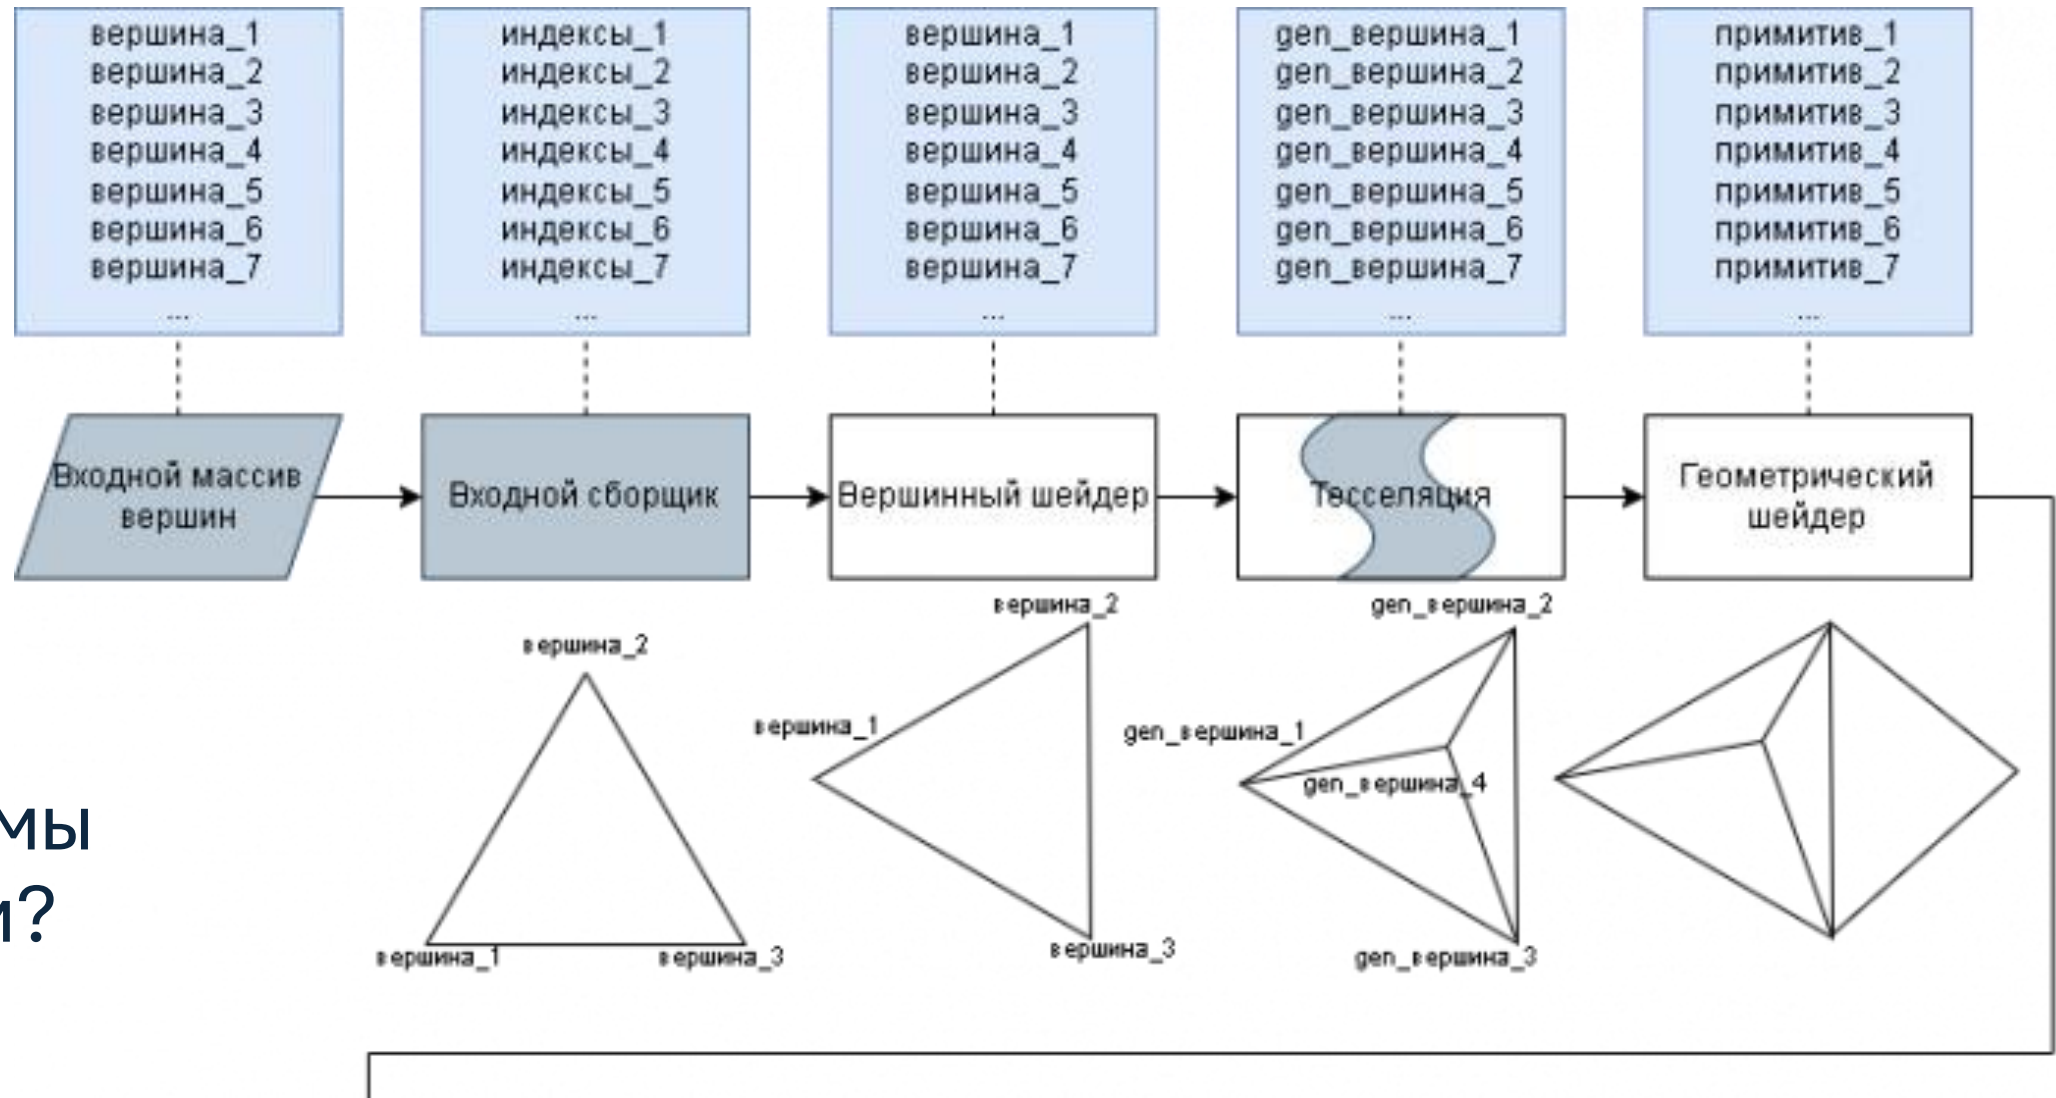 вершина_1
вершина_2
вершина_3
вершина_4
вершина_5
вершина_6
вершина_7
...
индексы_1
индексы_2
индексы_3
индексы_4
индексы_5
индексы_6
индексы_7
...
вершина_1
вершина_2
вершина_3
вершина_4
вершина_5
вершина_6
вершина_7
...
gen_вершина_1
gen_вершина_2
gen_вершина_3
gen_вершина_4
gen_вершина_5
gen_вершина_6
gen_вершина_7
...
примитив_1
примитив_2
примитив_3
примитив_4
примитив_5
примитив_6
примитив_7
...
Входной массив
вершин
Входной сборщик
Вершинный шейдер
Тесселяция
Геометрический
шейдер
вершина_2
вершина_1
вершина_3
вершина_2
вершина_1
вершина_3
gen_вершина_2
gen_вершина_1
gen_вершина_4
gen_вершина_3
мы